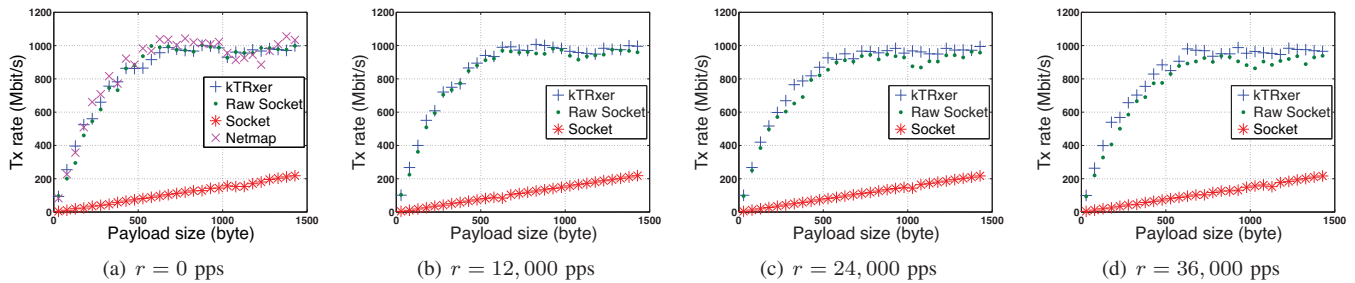 1200
1000
800
600
400
200
0
0 500 1000 1500
Tx rate (Mbit/s)
Payload size (byte)
kTRxer
Raw Socket
Socket
Netmap
(a) r = 0 pps
1200
1000
800
600
400
200
0
0 500 1000 1500
Tx rate (Mbit/s)
Payload size (byte)
kTRxer
Raw Socket
Socket
(b) r = 12, 000 pps
1200
1000
800
600
400
200
0
0 500 1000 1500
Tx rate (Mbit/s)
Payload size (byte)
kTRxer
Raw Socket
Socket
(c) r = 24, 000 pps
1200
1000
800
600
400
200
0
0 500 1000 1500
Tx rate (Mbit/s)
Payload size (byte)
kTRxer
Raw Socket
Socket
(d) r = 36, 000 pps